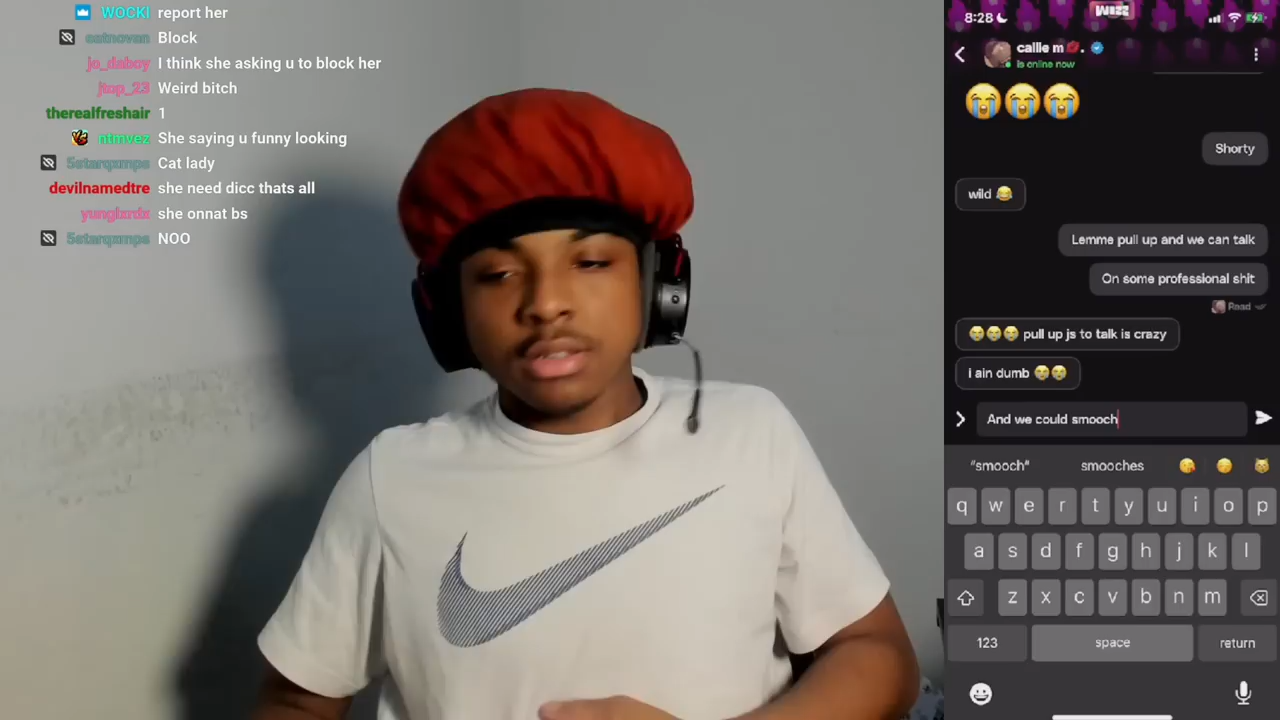 WOCKI report her
Block
jo_daboy I think she asking u to block her
jtop_23 Weird bitch
therealfreshair 1
ntmvez She saying u funny looking
Cat lady
devilnamedtre she need dicc thats all
she onnat bs
NOO
8:28
callie m💋.
is online now
😭😭😭
Shorty
wild 😂
Lemme pull up and we can talk
On some professional shit
Read
😭😭😭 pull up js to talk is crazy
i ain dumb 😭😭
And we could smooch
"smooch" smooches
q w e r t y u i o p
a s d f g h j k l
z x c v b n m
123 space return